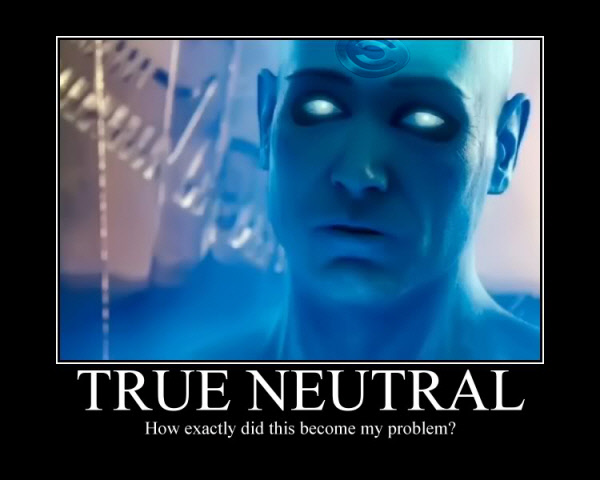 TRUE NEUTRAL
How exactly did this become my problem?